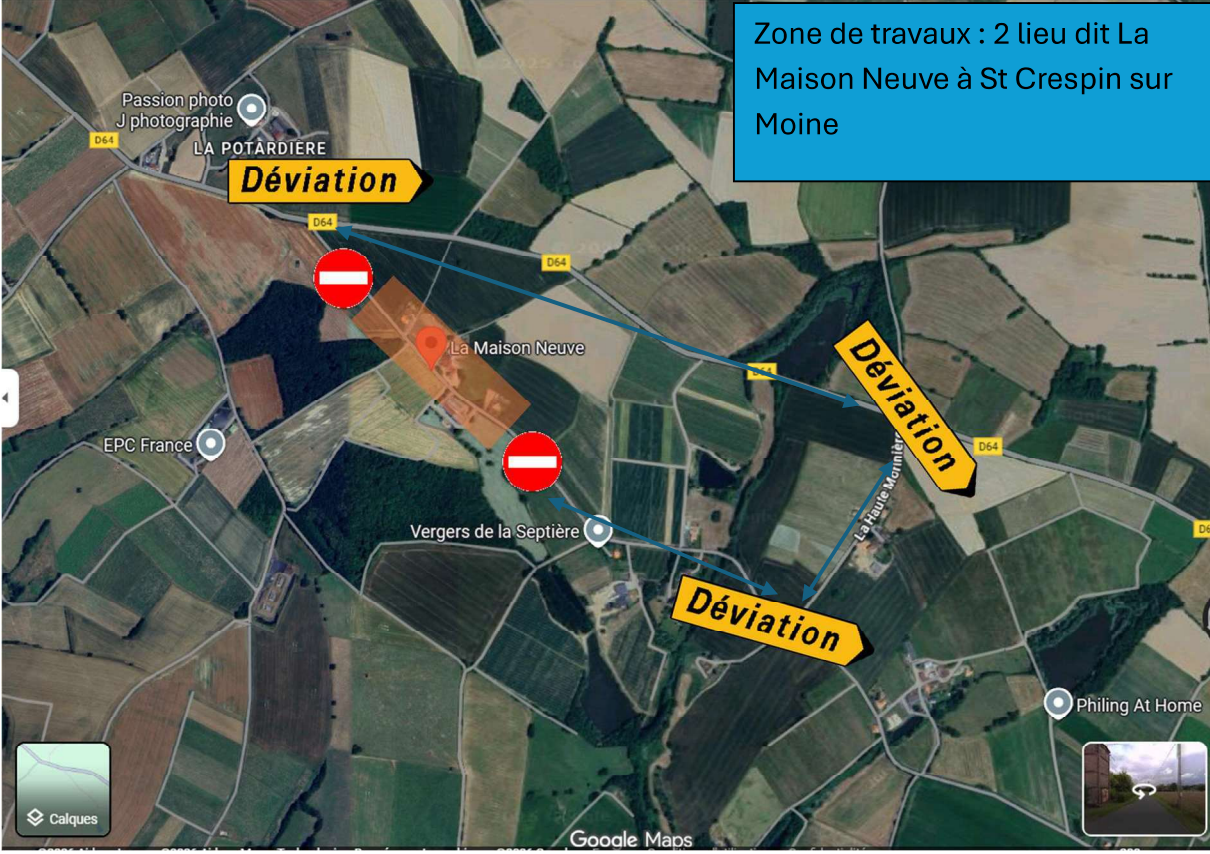 Zone de travaux : 2 lieu dit La
Maison Neuve à St Crespin sur
Moine
Passion photo
J photographie
D64
LA POTARDIÈRE
Déviation
D64
D64
La Maison Neuve
D64
Déviation
EPC France
D64
La Haute Morinière
Vergers de la Septière
Déviation
Philing At Home
Calques
Google Maps